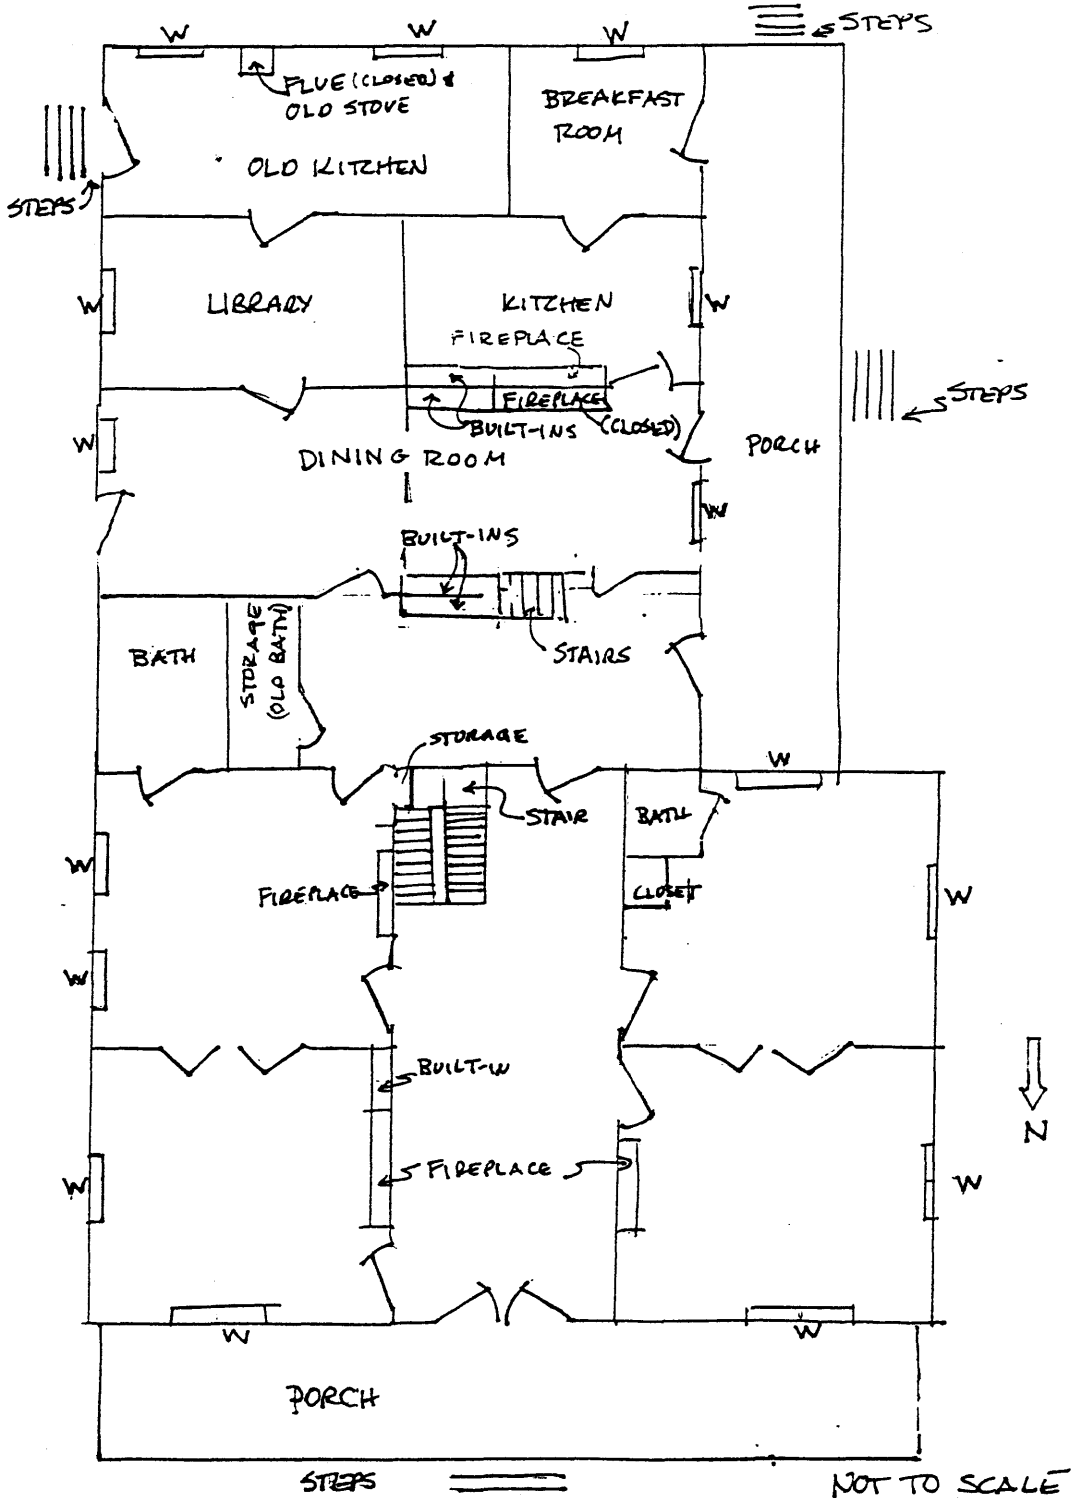 STEPS
W
W
W
FLUE (CLOSED) &
OLD STOVE
BREAKFAST
ROOM
OLD KITCHEN
STEPS
W
LIBRARY
KITCHEN
W
FIREPLACE
STEPS
FIREPLACE
(CLOSED)
BUILT-INS
W
DINING ROOM
PORCH
W
BUILT-INS
STAIRS
BATH
STORAGE
(OLD BATH)
STORAGE
W
STAIR
BATH
W
FIREPLACE
CLOSET
W
W
BUILT-IN
N
W
FIREPLACE
W
W
W
PORCH
STEPS
NOT TO SCALE